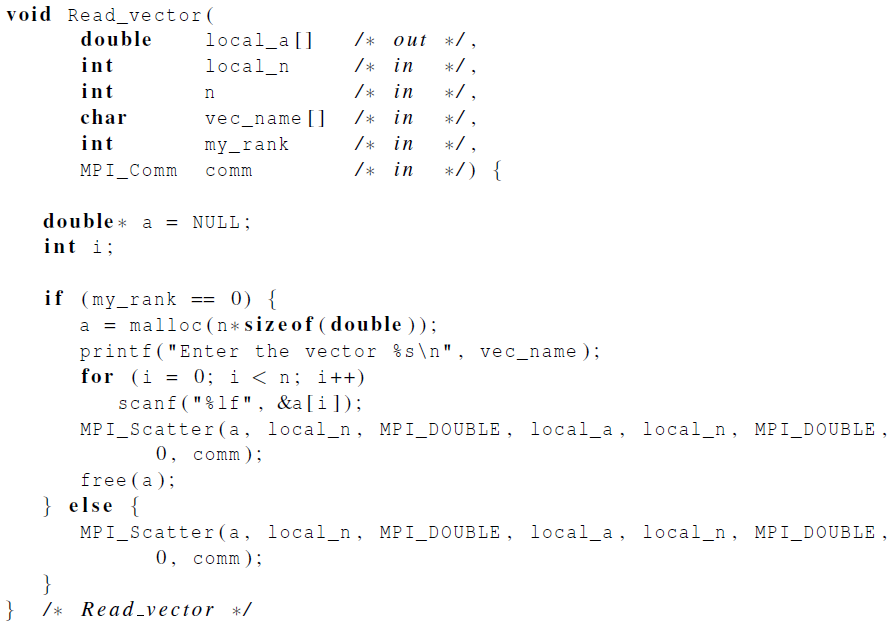 void Read_vector(
      double    local_a[]   /* out */,
      int       local_n     /* in  */,
      int       n           /* in  */,
      char      vec_name[]  /* in  */,
      int       my_rank     /* in  */,
      MPI_Comm  comm        /* in  */) {

   double* a = NULL;
   int i;

   if (my_rank == 0) {
      a = malloc(n*sizeof(double));
      printf("Enter the vector %s\n", vec_name);
      for (i = 0; i < n; i++)
         scanf("%lf", &a[i]);
      MPI_Scatter(a, local_n, MPI_DOUBLE, local_a, local_n, MPI_DOUBLE,
            0, comm);
      free(a);
   } else {
      MPI_Scatter(a, local_n, MPI_DOUBLE, local_a, local_n, MPI_DOUBLE,
            0, comm);
   }
}  /* Read_vector */